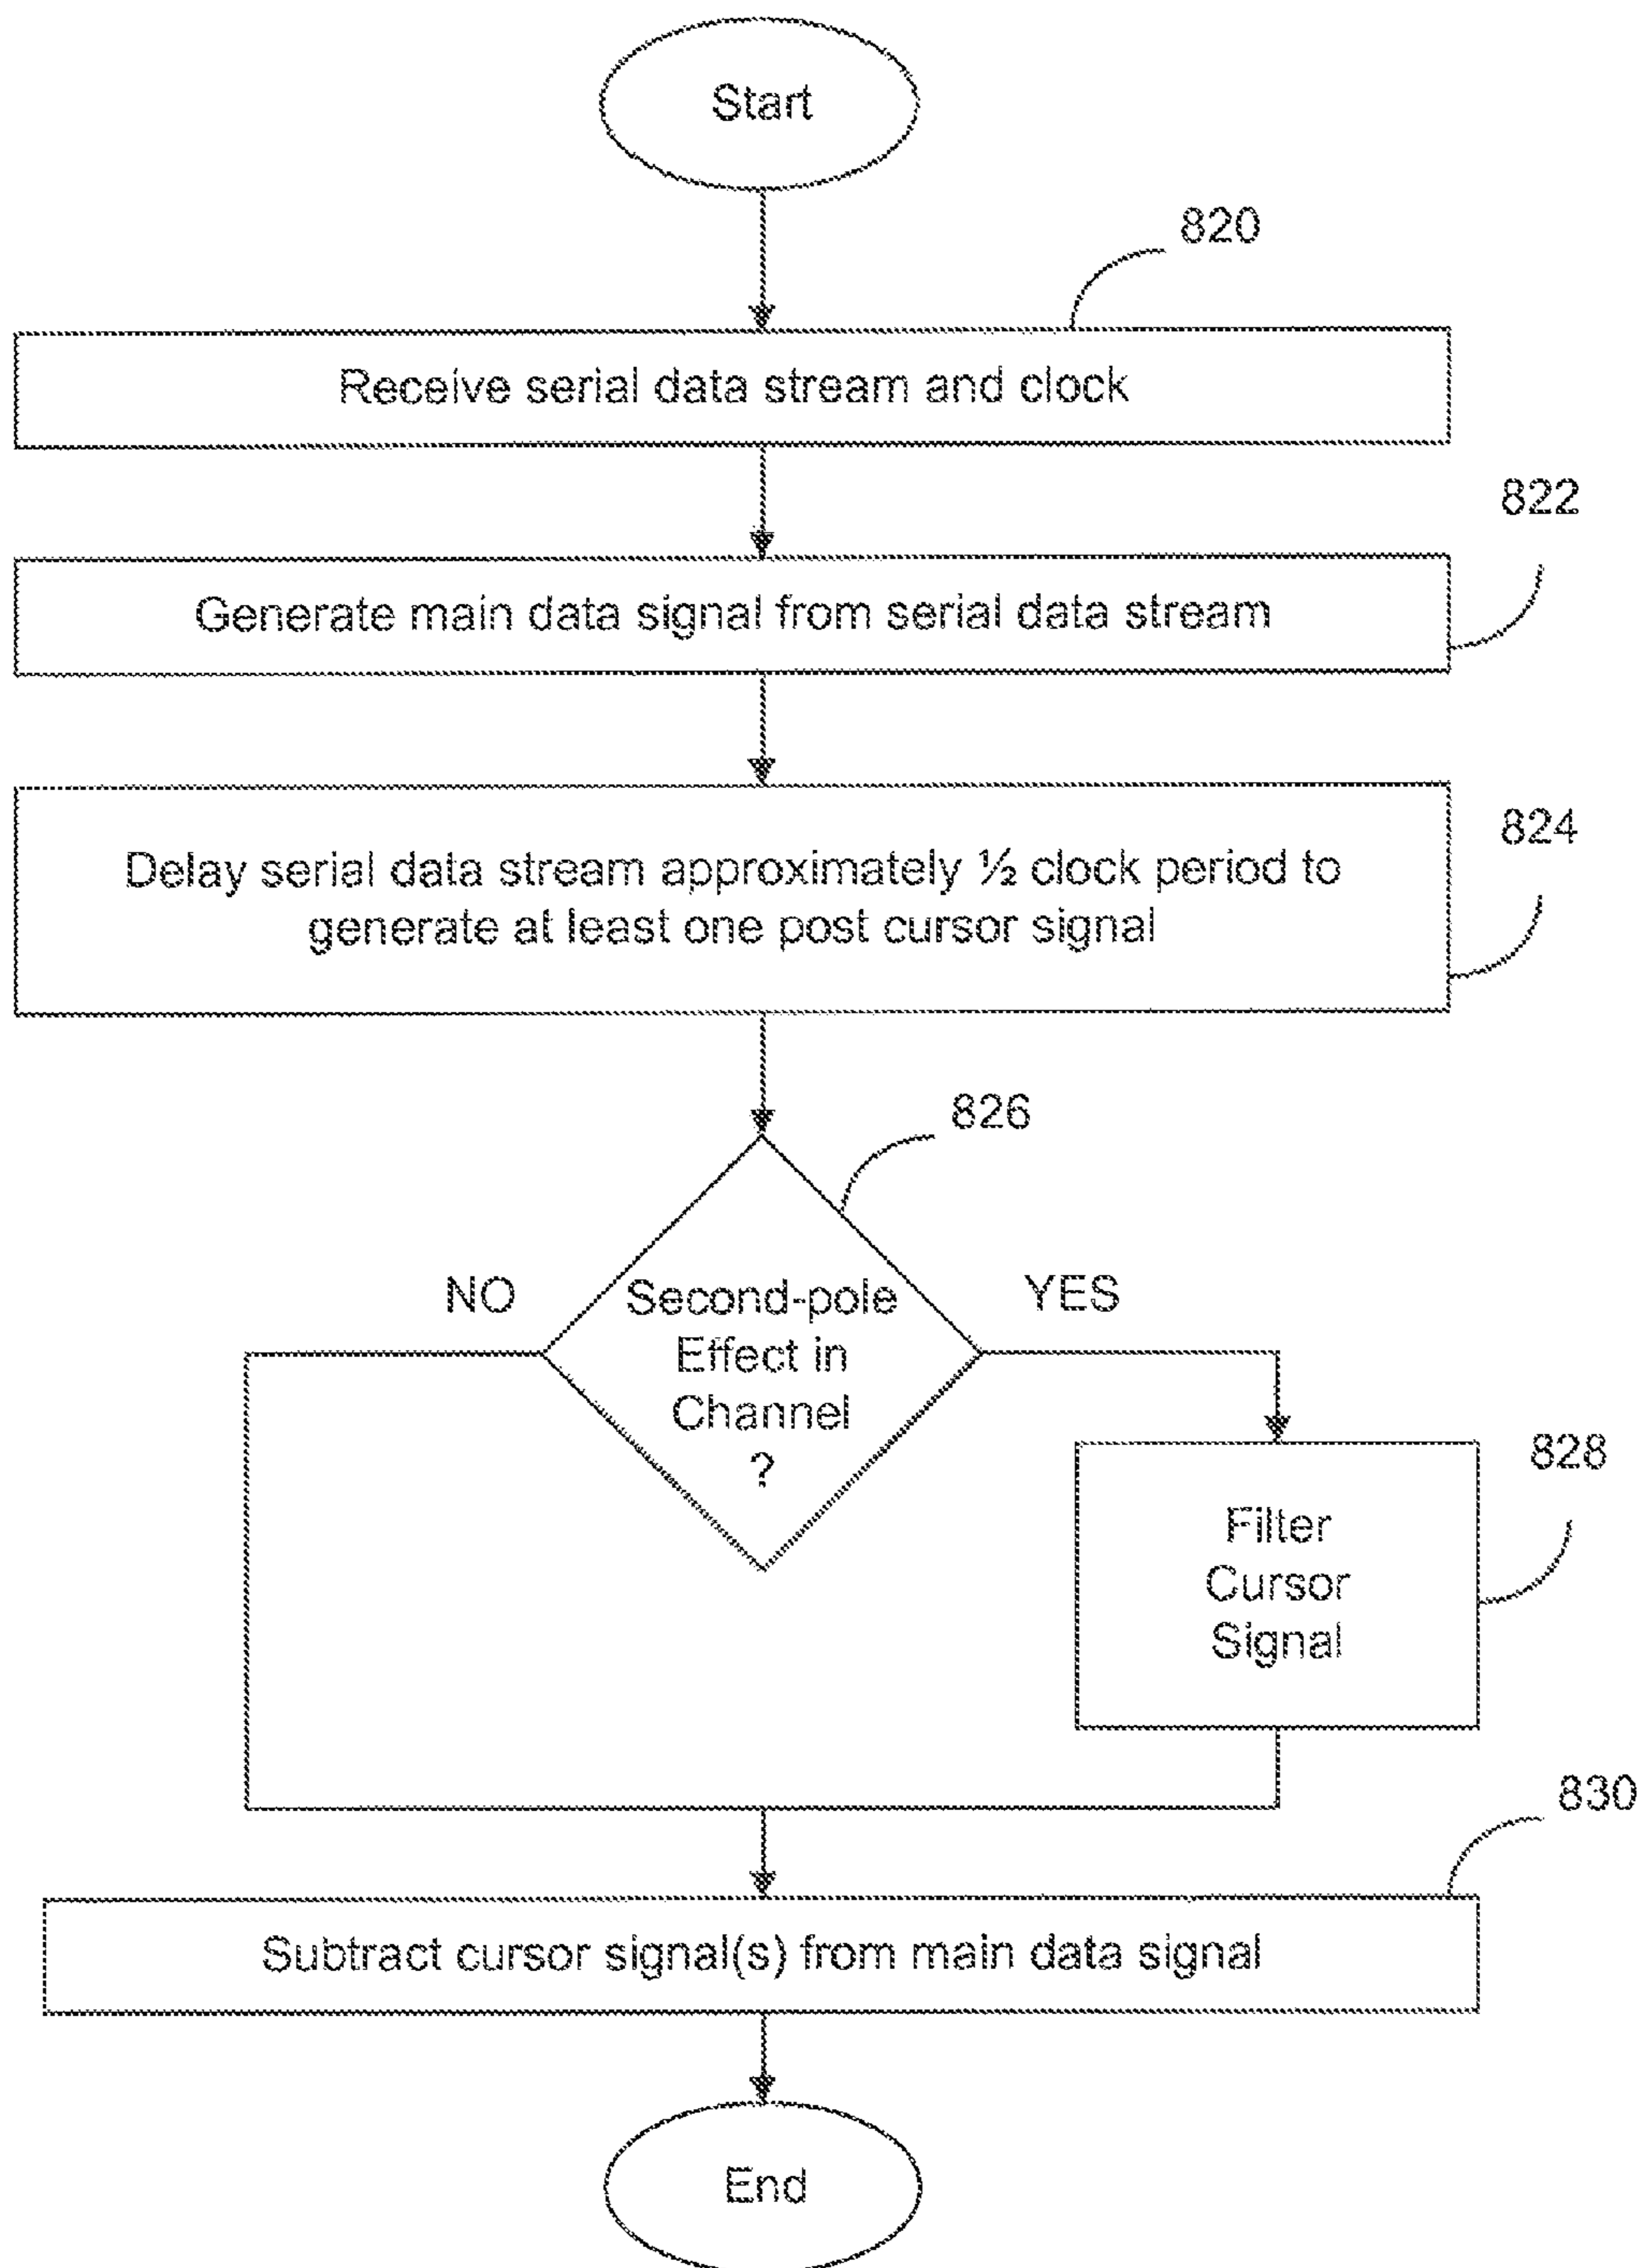 Start
820
Receive serial data stream and clock
822
Generate main data signal from serial data stream
824
Delay serial data stream approximately ½ clock period to
generate at least one post cursor signal
826
NO
YES
Second-pole
Effect in
Channel
?
828
Filter
Cursor
Signal
830
Subtract cursor signal(s) from main data signal
End